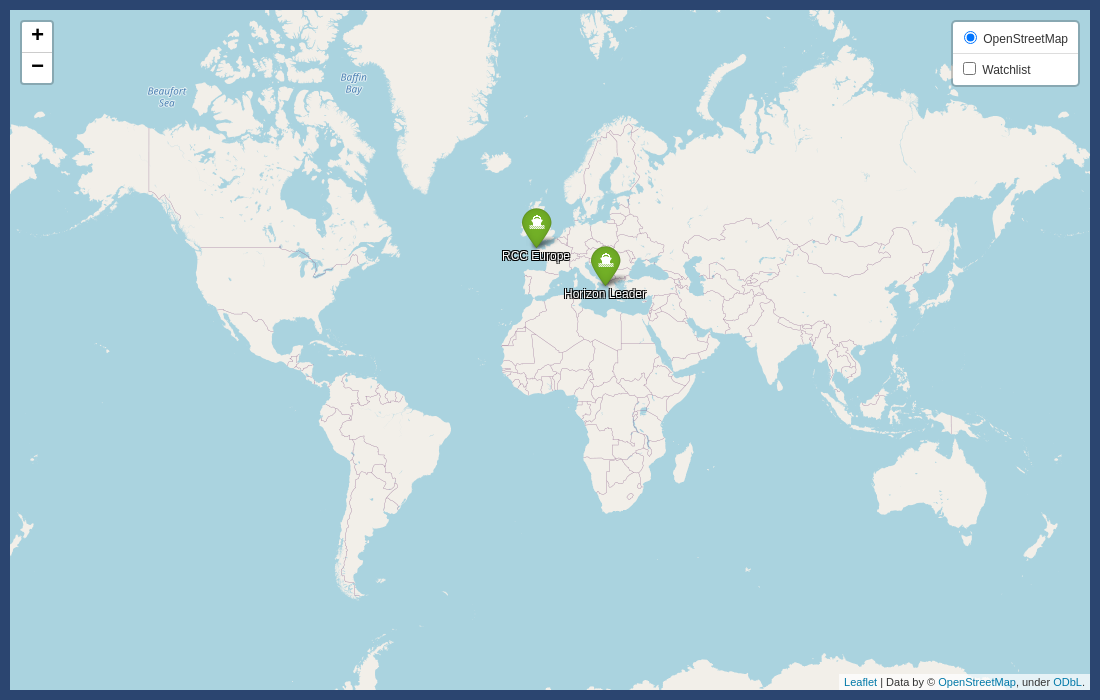 +
−
OpenStreetMap
Watchlist
Beaufort
Sea
Baffin
Bay
RCC Europe
Horizon Leader
Leaflet | Data by © OpenStreetMap, under ODbL.